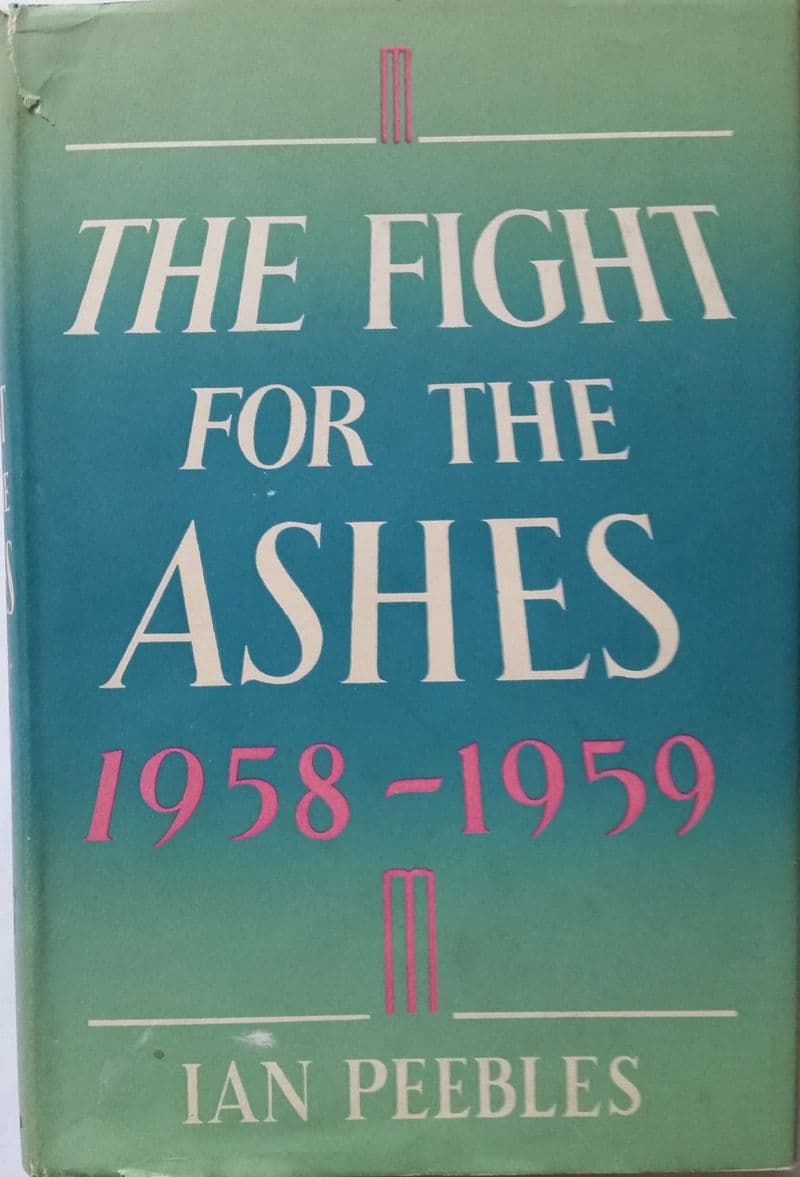 THE FIGHT
FOR THE
ASHES
1958-1959
IAN PEEBLES